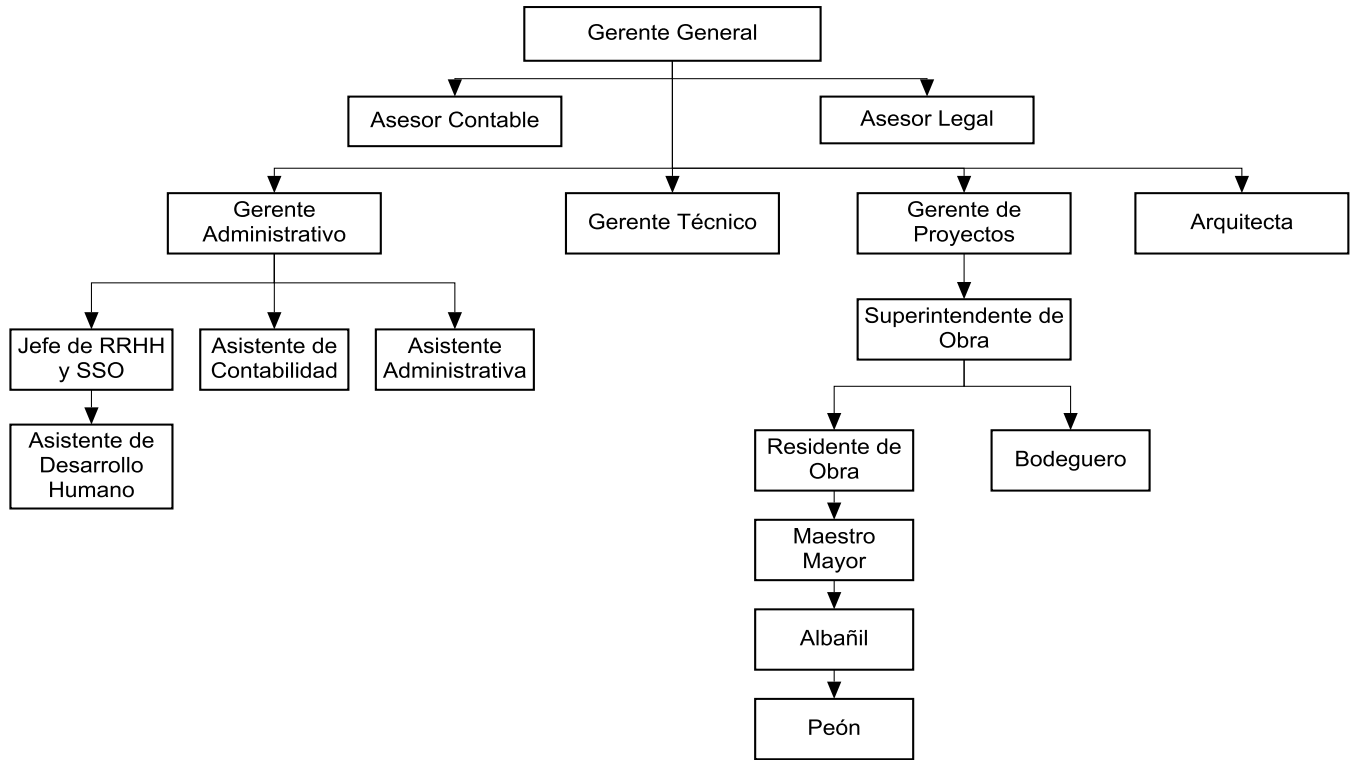 Gerente General
Asesor Contable
Asesor Legal
Gerente
Administrativo
Gerente Técnico
Gerente de
Proyectos
Arquitecta
Jefe de RRHH
y SSO
Asistente de
Contabilidad
Asistente
Administrativa
Superintendente de
Obra
Asistente de
Desarrollo
Humano
Residente de
Obra
Bodeguero
Maestro
Mayor
Albañil
Peón